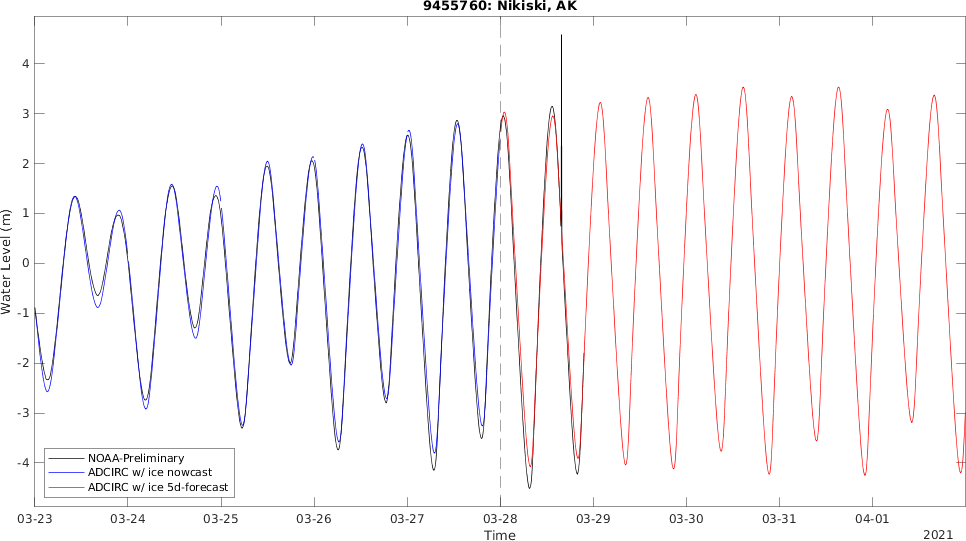 9455760: Nikiski, AK
Water Level (m)
4
3
2
1
0
-1
-2
-3
-4
NOAA-Preliminary
ADCIRC w/ ice nowcast
ADCIRC w/ ice 5d-forecast
03-23 03-24 03-25 03-26 03-27 03-28 03-29 03-30 03-31 04-01
Time
2021